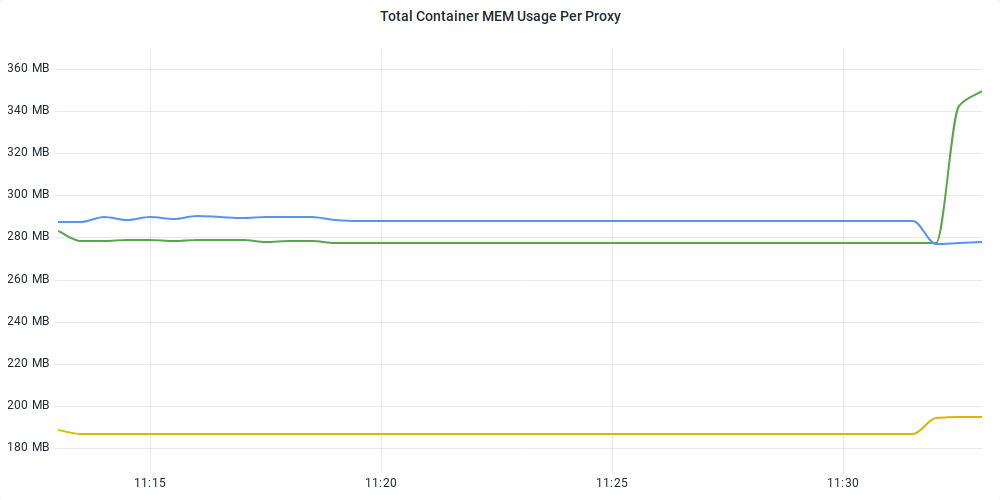 Total Container MEM Usage Per Proxy
360 MB
340 MB
320 MB
300 MB
280 MB
260 MB
240 MB
220 MB
200 MB
180 MB
11:15 11:20 11:25 11:30